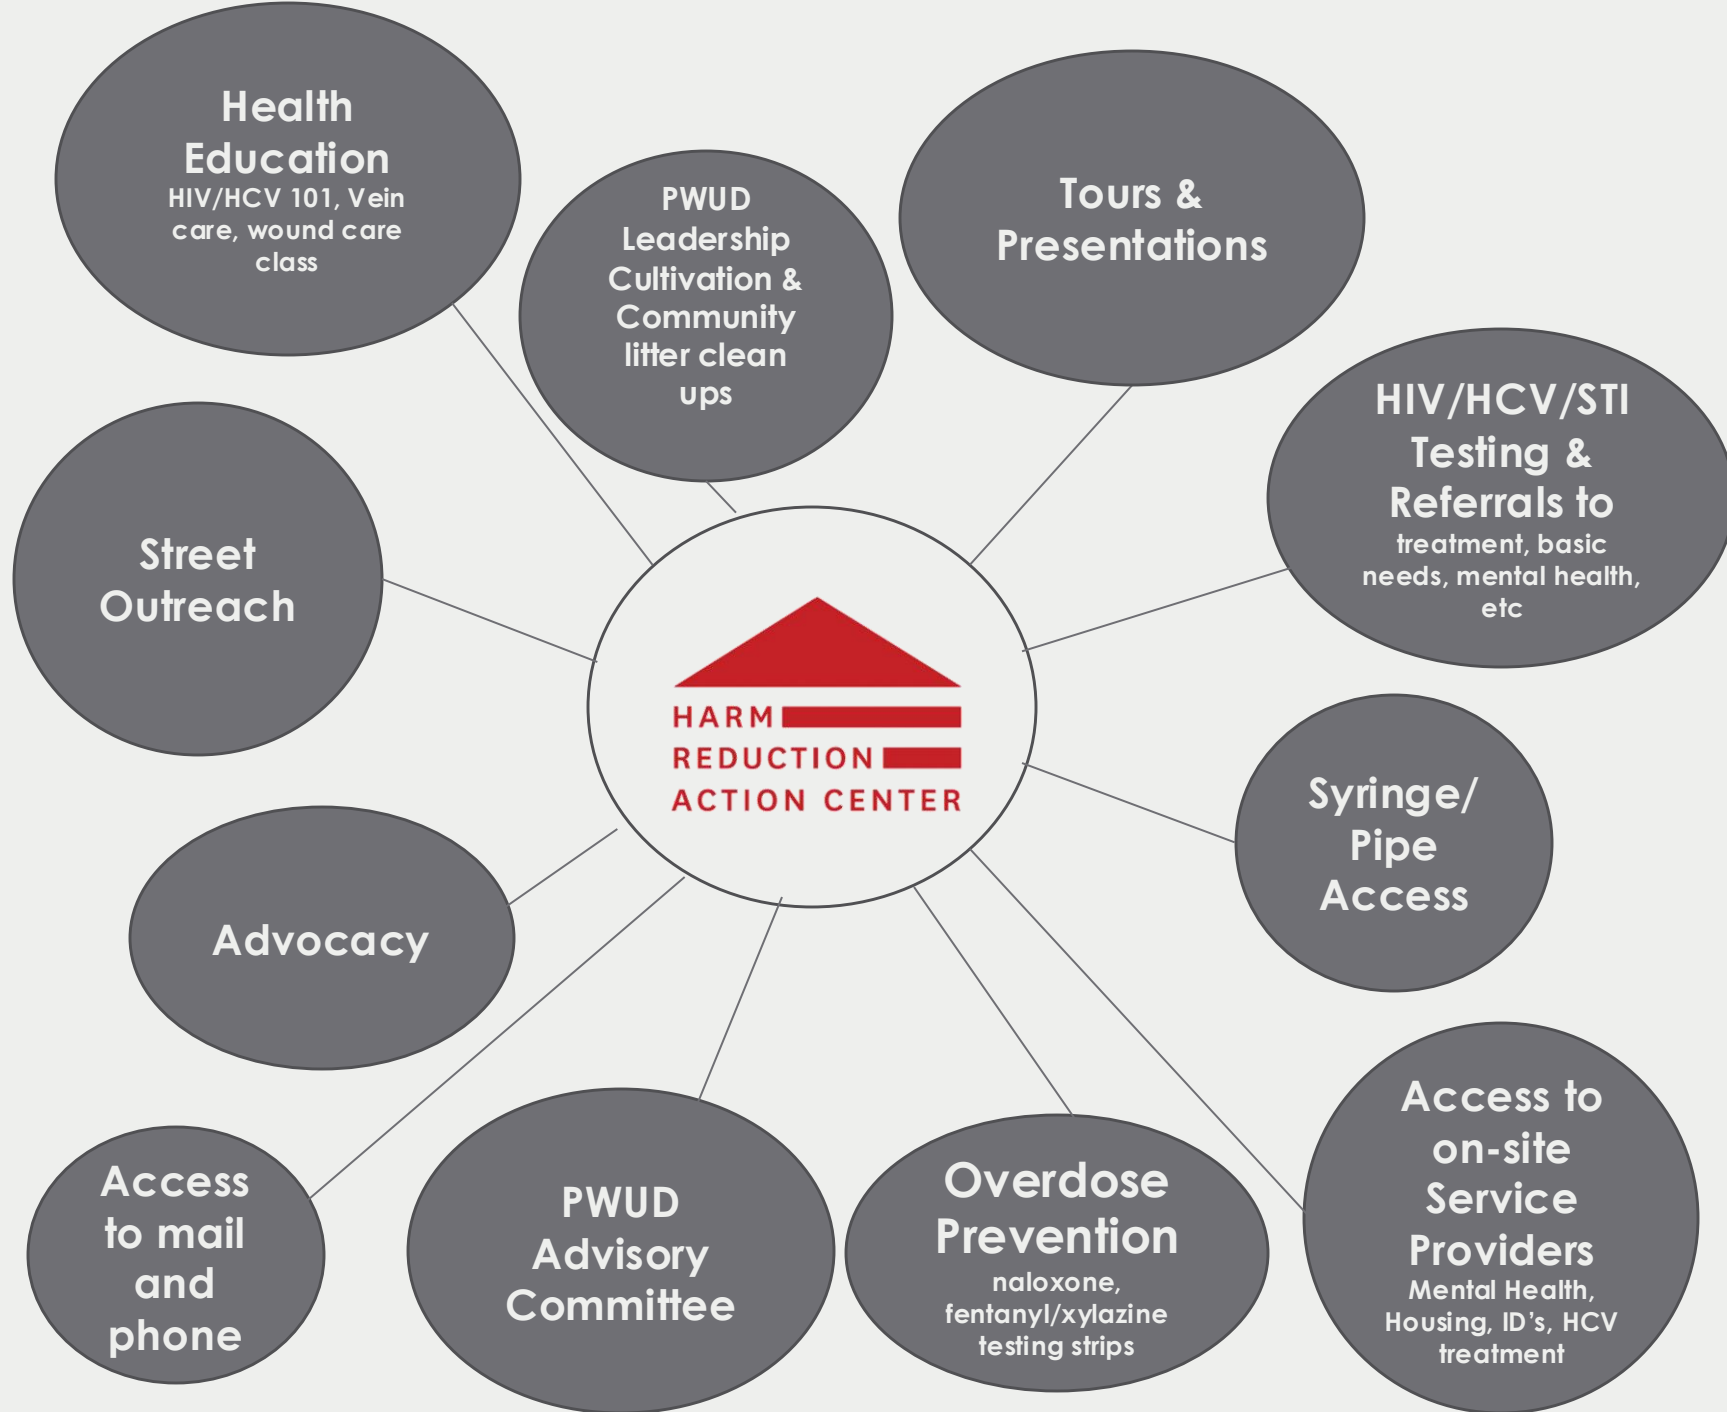 Health
Education
HIV/HCV 101, Vein
care, wound care
class
PWUD
Leadership
Cultivation &
Community
litter clean
ups
Tours &
Presentations
HIV/HCV/STI
Testing &
Referrals to
treatment, basic
needs, mental health,
etc
Street
Outreach
HARM
REDUCTION
ACTION CENTER
Syringe/
Pipe
Access
Advocacy
Access
to mail
and
phone
PWUD
Advisory
Committee
Overdose
Prevention
naloxone,
fentanyl/xylazine
testing strips
Access to
on-site
Service
Providers
Mental Health,
Housing, ID’s, HCV
treatment